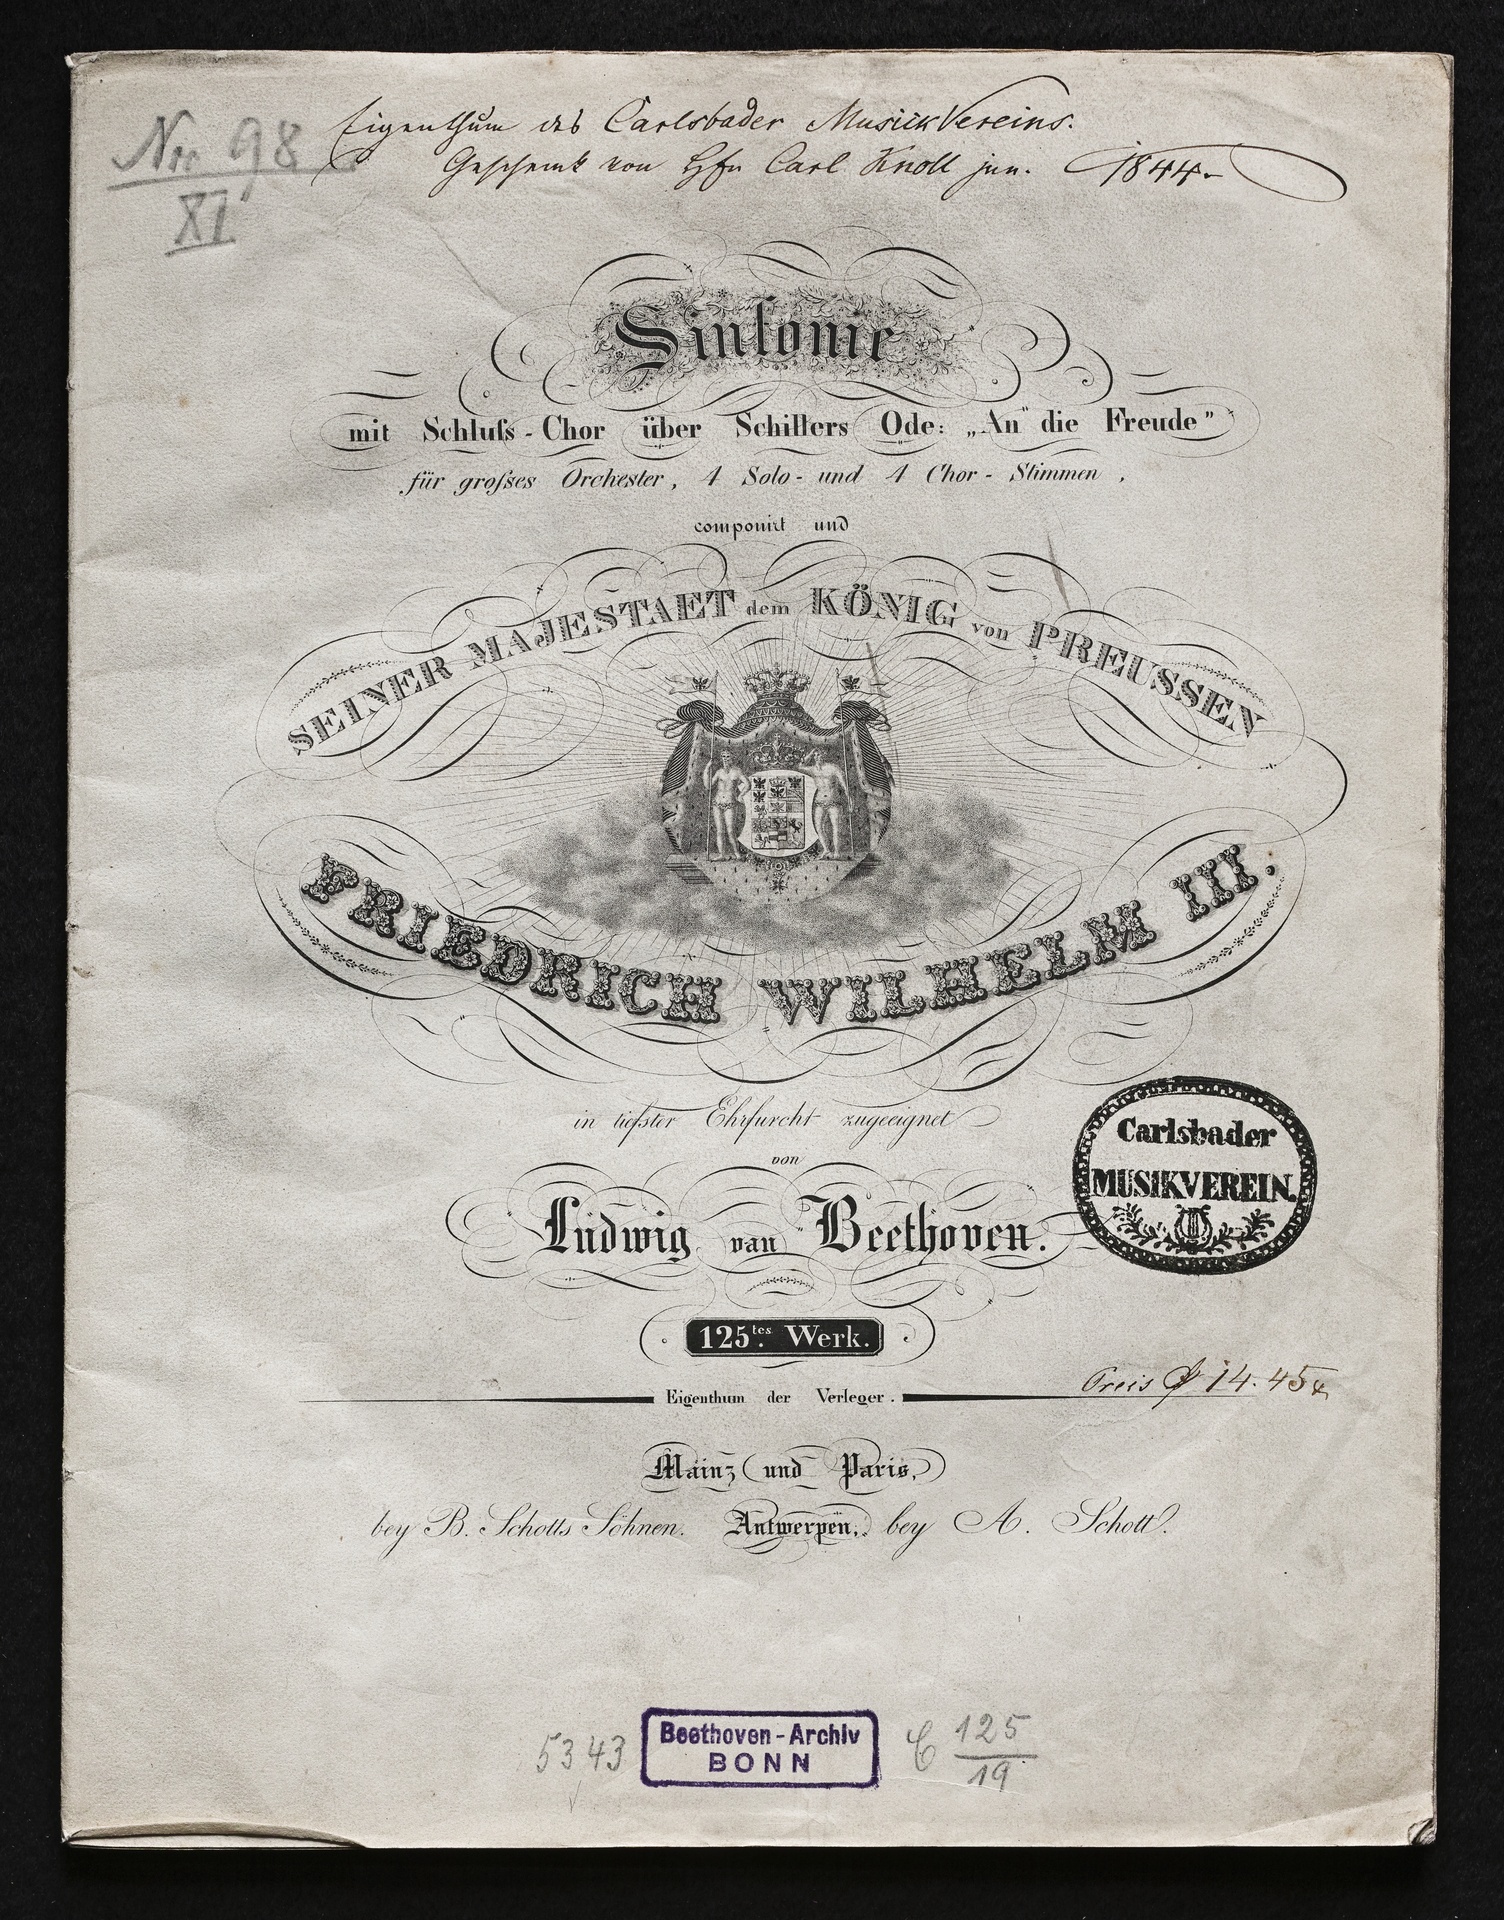 Nro 98
XI
Eigenthum des Carlsbader MusikVereins.
Geschenk von Hfn Carl Knoll jun. 1844.
Sinfonie
mit Schluſs-Chor über Schillers Ode: „An die Freude”
für groſses Orchester, 4 Solo- und 4 Chor-Stimmen,
componirt und
SEINER MAJESTAET dem KÖNIG von PREUSSEN
FRIEDRICH WILHELM III.
in tiefster Ehrfurcht zugeeignet
von
Ludwig van Beethoven.
Carlsbader
MUSIKVEREIN.
125tes. Werk.
Preis 14.45
Eigenthum der Verleger.
Mainz und Paris,
bey B. Schotts Söhnen. Antwerpen, bey A. Schott.
5343
Beethoven-Archiv
BONN
C 125
19